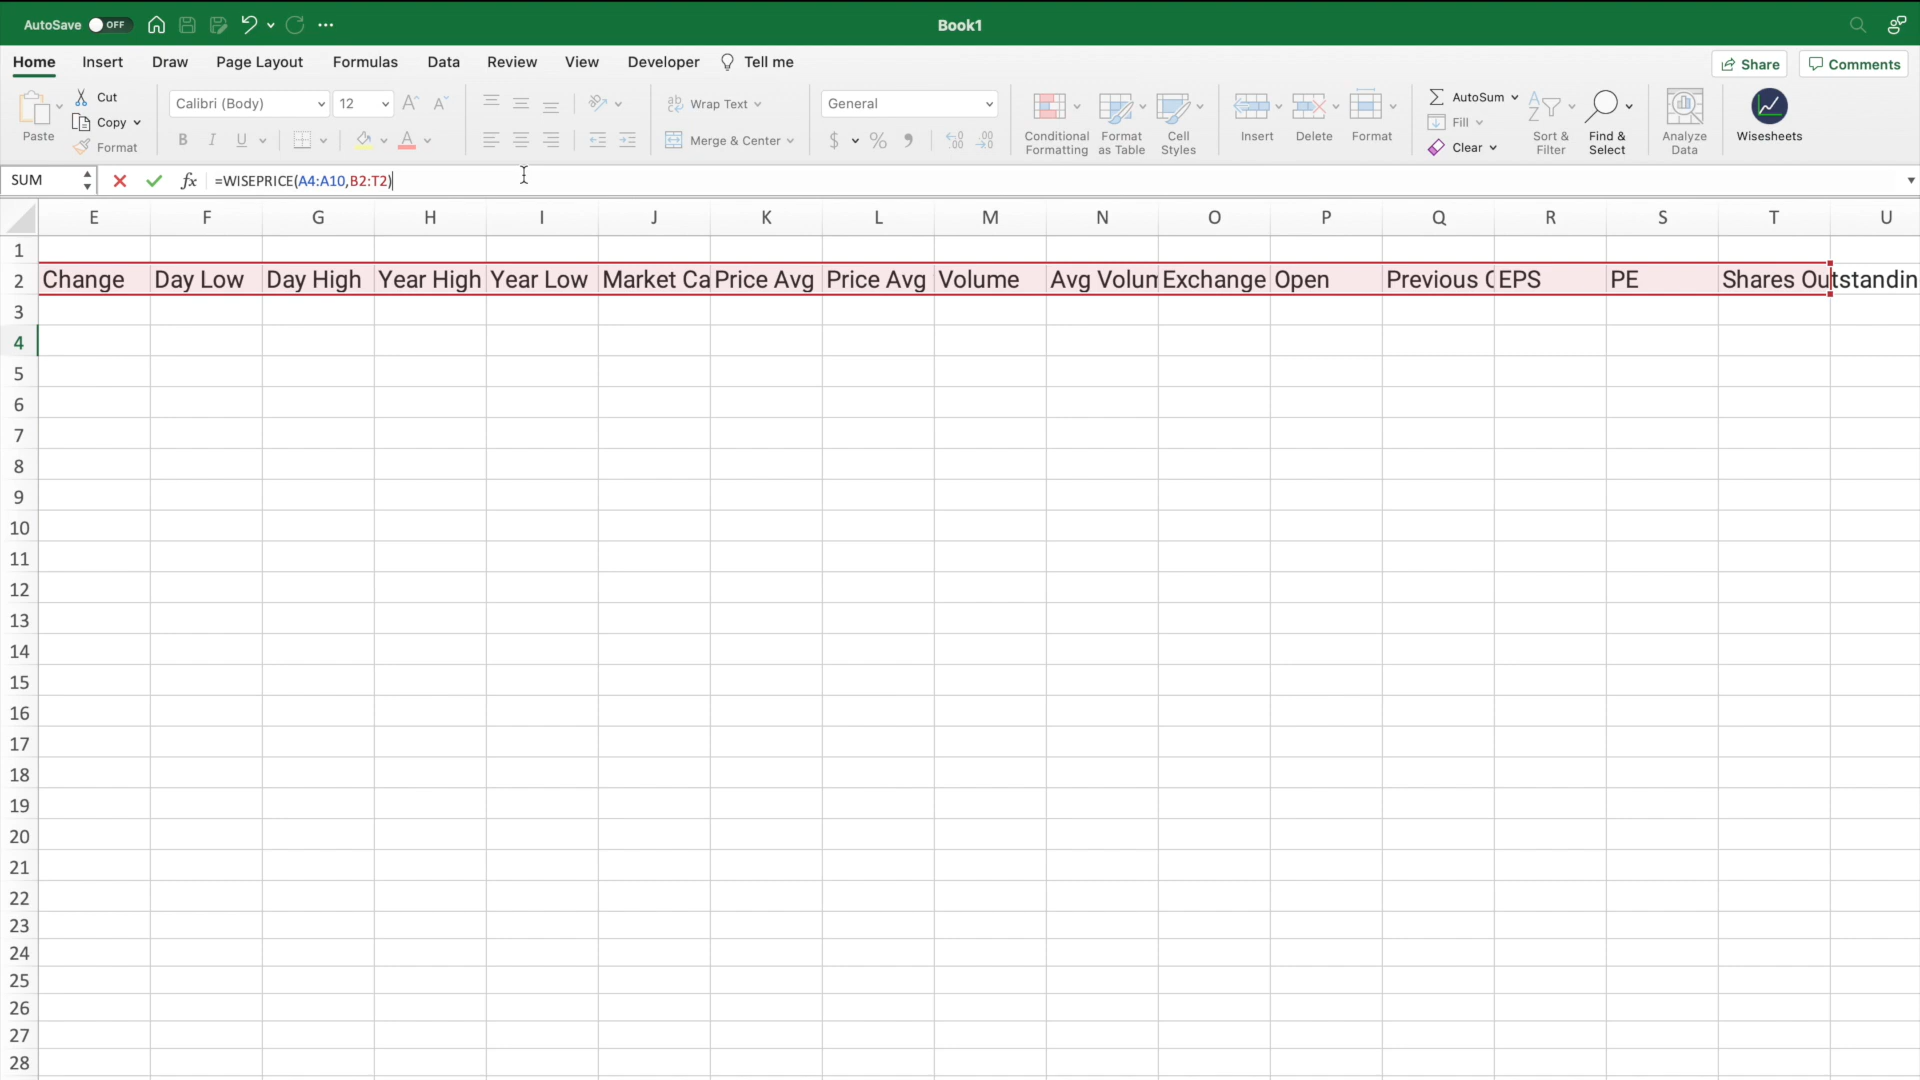 AutoSave OFF Book1
Home Insert Draw Page Layout Formulas Data Review View Developer Tell me Share Comments
Paste Cut Copy Format
Calibri (Body) 12 A A
B I U A
Wrap Text
Merge & Center
General
$ %
Conditional Formatting
Format as Table
Cell Styles
Insert Delete Format
AutoSum
Fill
Clear
Sort & Filter
Find & Select
Analyze Data
Wisesheets
SUM fx =WISEPRICE(A4:A10,B2:T2)
E F G H I J K L M N O P Q R S T U
1
2 Change Day Low Day High Year High Year Low Market Ca Price Avg Price Avg Volume Avg Volum Exchange Open Previous C EPS PE Shares Outstandin
3
4
5
6
7
8
9
10
11
12
13
14
15
16
17
18
19
20
21
22
23
24
25
26
27
28